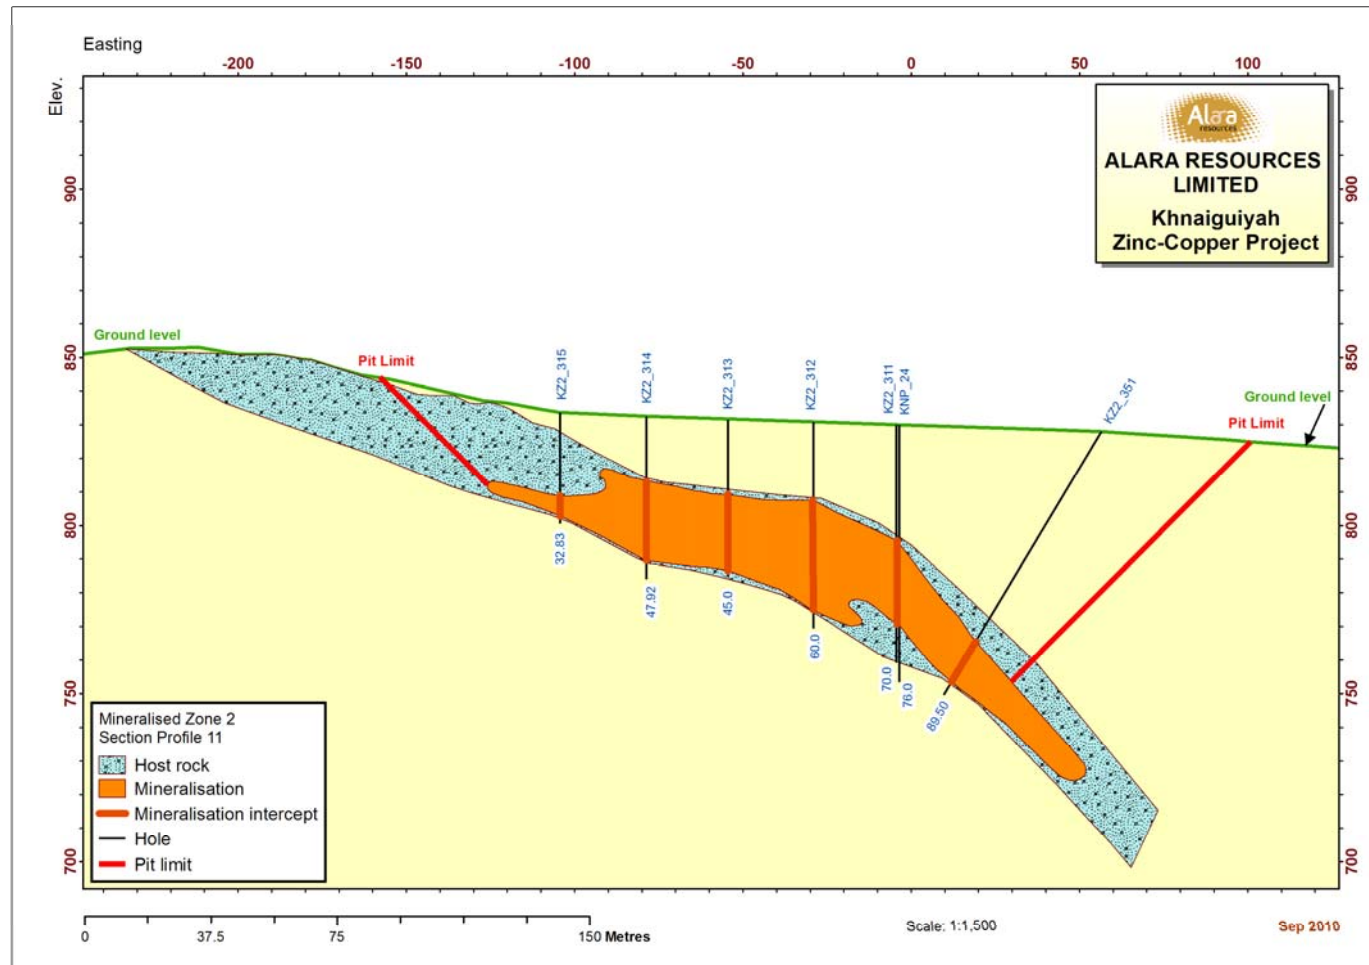 Easting
-200 -150 -100 -50 0 50 100
Elev.
900 900
850 850
800 800
750 750
700 700
Alara
resources
ALARA RESOURCES
LIMITED
Khnaiguiyah
Zinc-Copper Project
Ground level
Pit Limit
KZ2_315
KZ2_314
KZ2_313
KZ2_312
KZ2_311
KNP_24
KZ2_351
Ground level
Pit Limit
32.83
47.92
45.0
60.0
70.0
76.0
89.50
Mineralised Zone 2
Section Profile 11
Host rock
Mineralisation
Mineralisation intercept
Hole
Pit limit
0 37.5 75 150 Metres
Scale: 1:1,500
Sep 2010